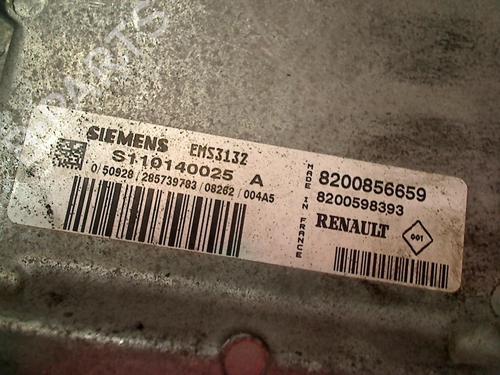 SIEMENS EMS3132
S110140025 A
0/50928/285739783/08262/004A5
MADE IN FRANCE
8200856659
8200598393
RENAULT
001